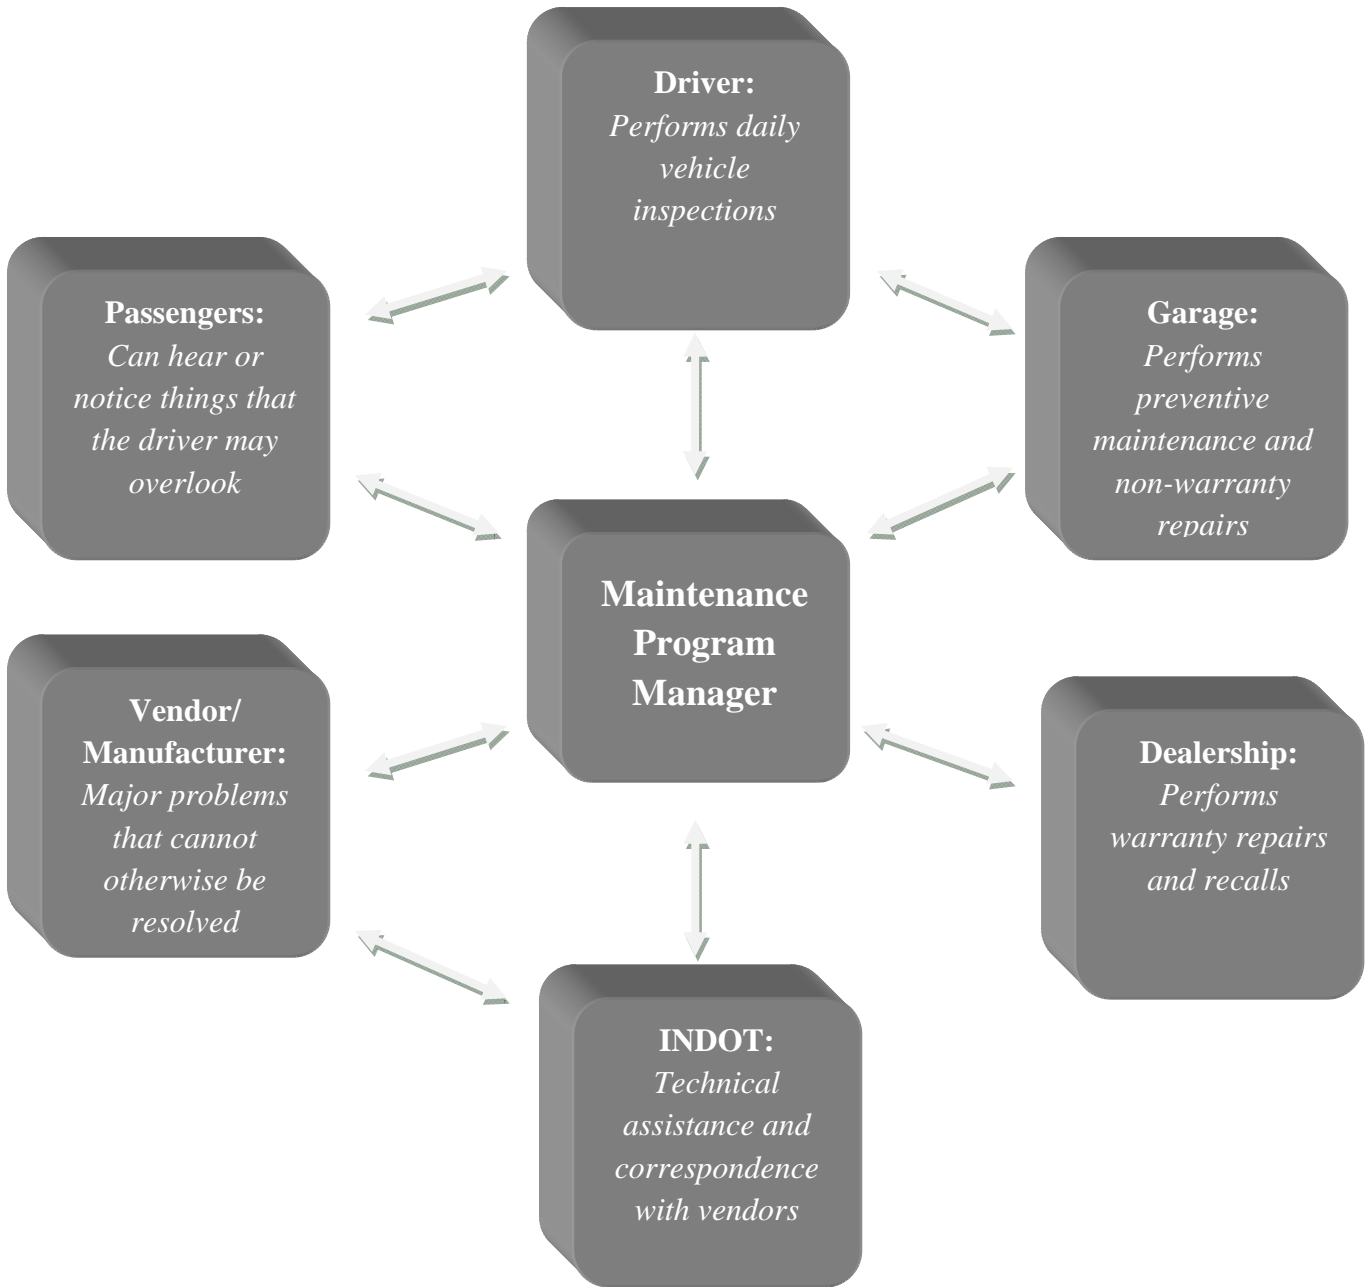 Driver:
Performs daily
vehicle
inspections
Passengers:
Can hear or
notice things that
the driver may
overlook
Garage:
Performs
preventive
maintenance and
non-warranty
repairs
Maintenance
Program
Manager
Vendor/
Manufacturer:
Major problems
that cannot
otherwise be
resolved
Dealership:
Performs
warranty repairs
and recalls
INDOT:
Technical
assistance and
correspondence
with vendors